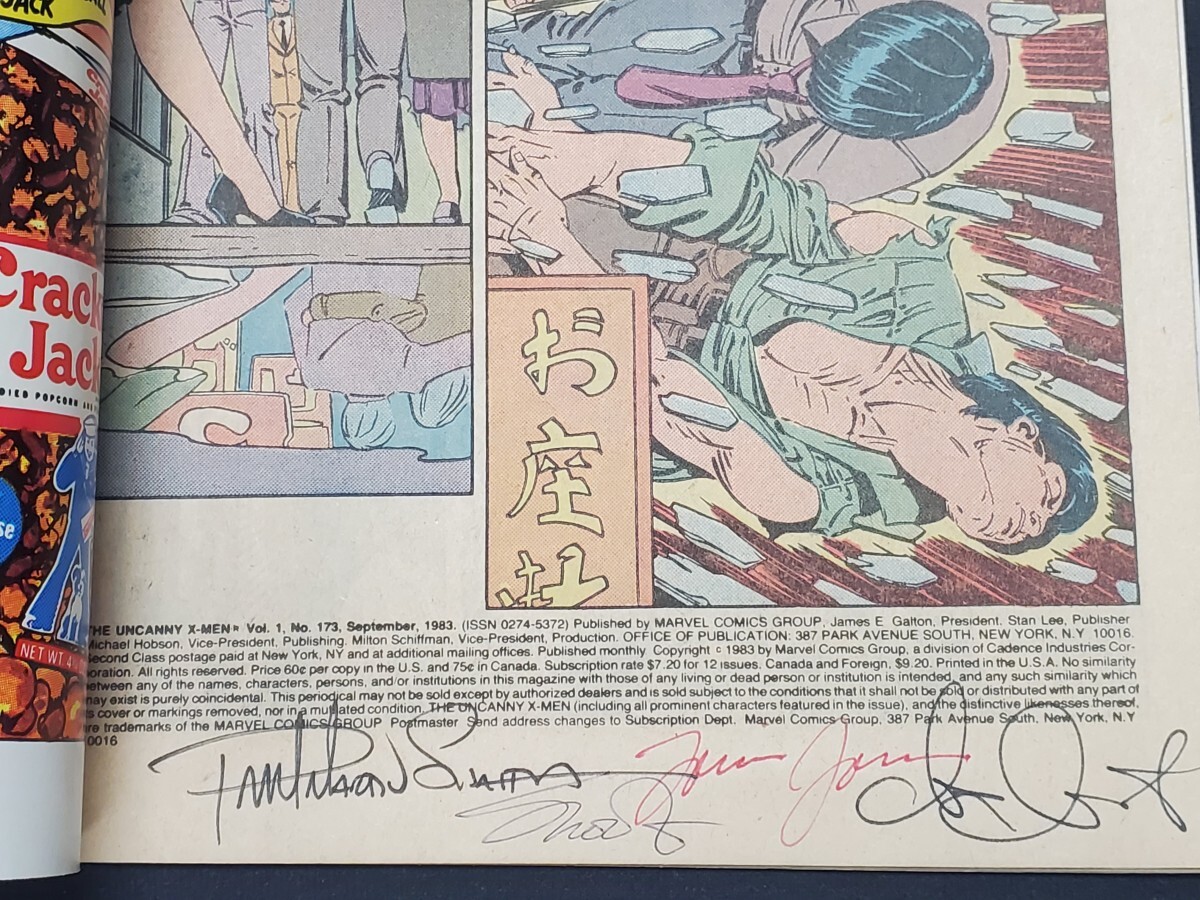 JACK
Crack
Jack
DIED POPCORN AND P
NET WT 4
se
C
お
座
THE UNCANNY X-MEN® Vol. 1, No. 173, September, 1983. (ISSN 0274-5372) Published by MARVEL COMICS GROUP, James E. Galton, President. Stan Lee, Publisher
Michael Hobson, Vice-President, Publishing. Milton Schiffman, Vice-President, Production. OFFICE OF PUBLICATION: 387 PARK AVENUE SOUTH, NEW YORK, N.Y 10016.
Second Class postage paid at New York, NY and at additional mailing offices. Published monthly. Copyright © 1983 by Marvel Comics Group, a division of Cadence Industries Cor-
oration. All rights reserved. Price 60¢ per copy in the U.S. and 75¢ in Canada. Subscription rate $7.20 for 12 issues. Canada and Foreign, $9.20. Printed in the U.S.A. No similarity
between any of the names, characters, persons, and/or institutions in this magazine with those of any living or dead person or institution is intended, and any such similarity which
may exist is purely coincidental. This periodical may not be sold except by authorized dealers and is sold subject to the conditions that it shall not be sold or distributed with any part of
its cover or markings removed, nor in a mutilated condition. THE UNCANNY X-MEN (including all prominent characters featured in the issue), and the distinctive likenesses thereof,
are trademarks of the MARVEL COMICS GROUP Postmaster Send address changes to Subscription Dept. Marvel Comics Group, 387 Park Avenue South, New York, N.Y
0016